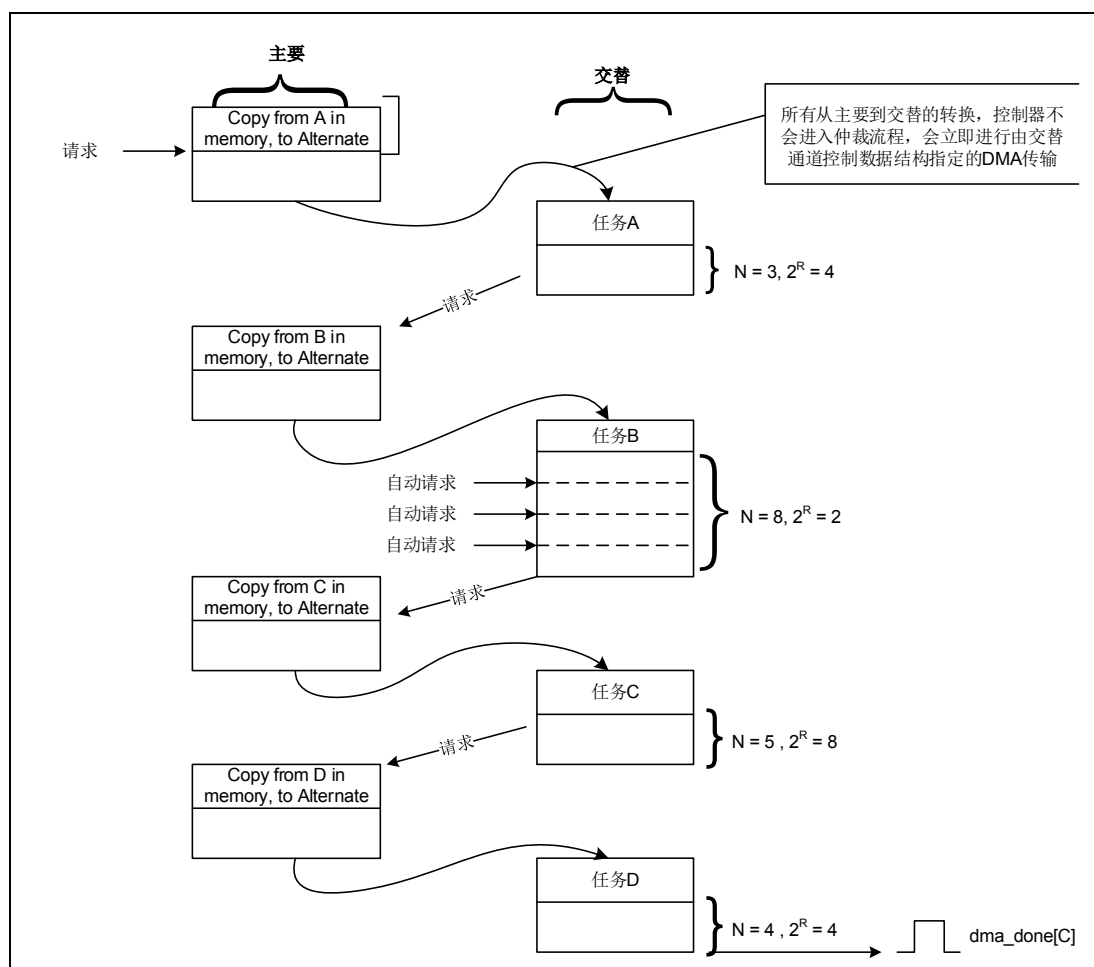 主要
交替
Copy from A in
memory, to Alternate
请求
所有从主要到交替的转换，控制器不
会进入仲裁流程，会立即进行由交替
通道控制数据结构指定的DMA传输
任务A
N = 3, 2ᴿ = 4
请求
Copy from B in
memory, to Alternate
任务B
自动请求
自动请求
自动请求
N = 8, 2ᴿ = 2
请求
Copy from C in
memory, to Alternate
任务C
N = 5 , 2ᴿ = 8
请求
Copy from D in
memory, to Alternate
任务D
N = 4 , 2ᴿ = 4
dma_done[C]